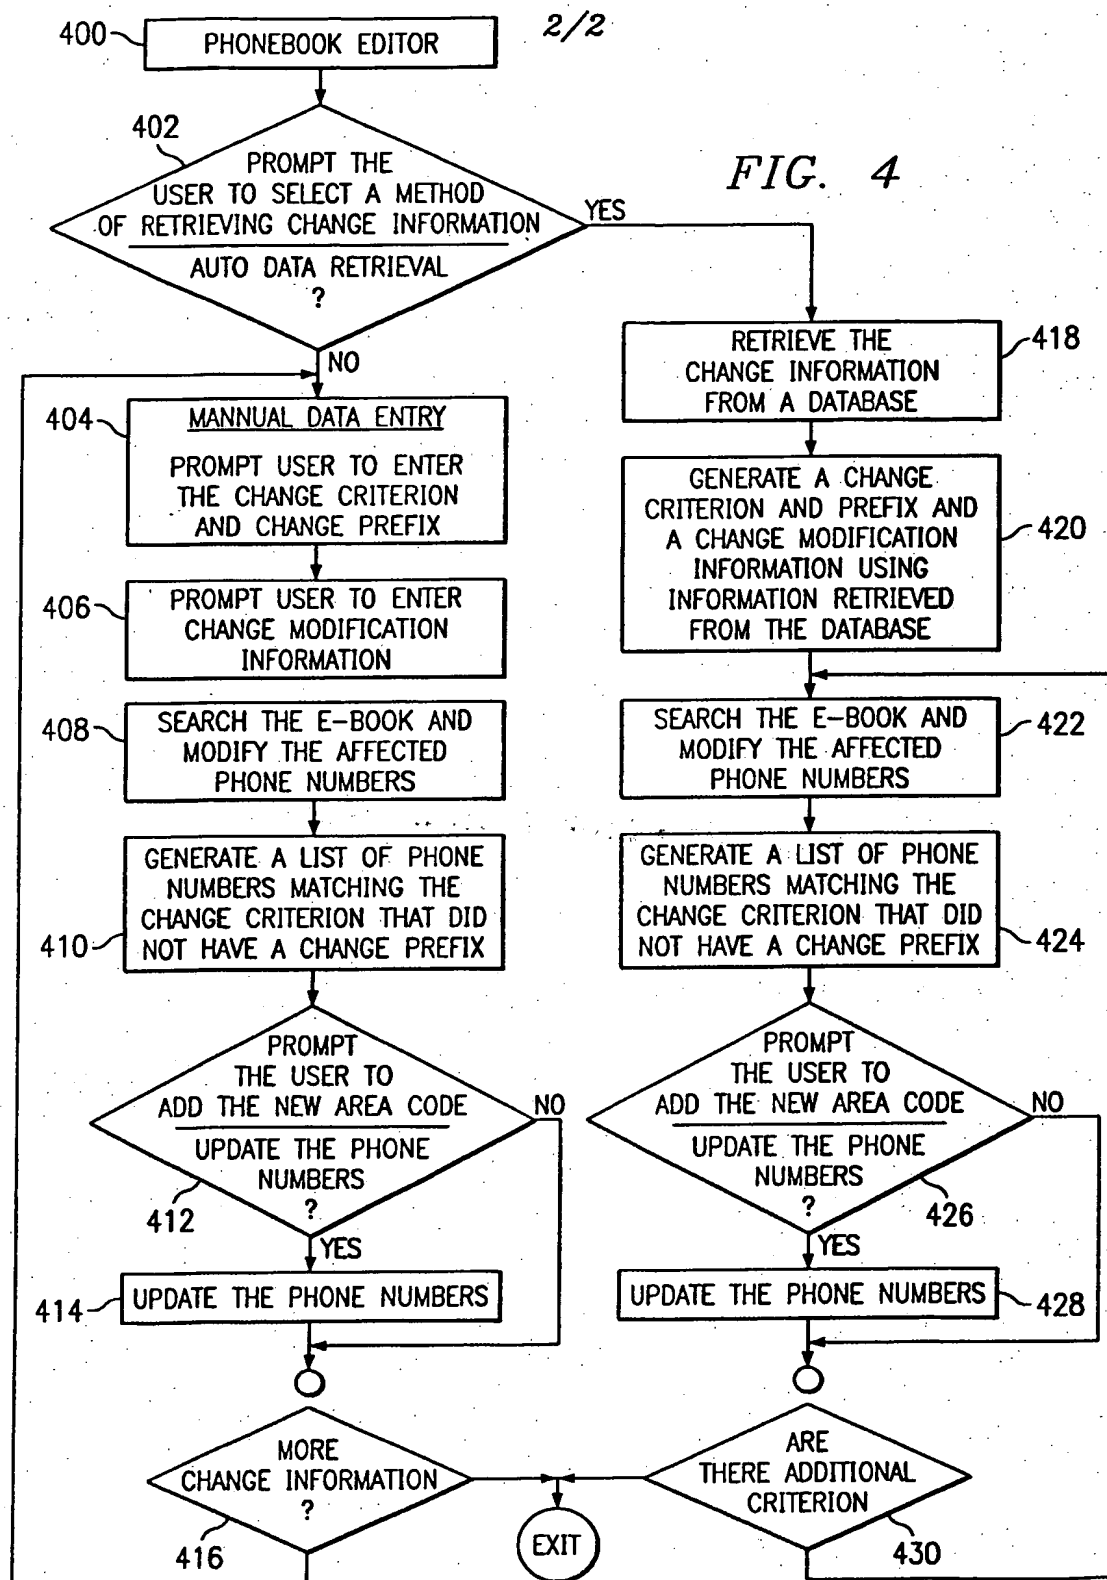 2/2
400
PHONEBOOK EDITOR
402
PROMPT THE
USER TO SELECT A METHOD
OF RETRIEVING CHANGE INFORMATION
AUTO DATA RETRIEVAL
?
YES
NO
FIG. 4
404
MANNUAL DATA ENTRY
PROMPT USER TO ENTER
THE CHANGE CRITERION
AND CHANGE PREFIX
406
PROMPT USER TO ENTER
CHANGE MODIFICATION
INFORMATION
408
SEARCH THE E-BOOK AND
MODIFY THE AFFECTED
PHONE NUMBERS
410
GENERATE A LIST OF PHONE
NUMBERS MATCHING THE
CHANGE CRITERION THAT DID
NOT HAVE A CHANGE PREFIX
PROMPT
THE USER TO
ADD THE NEW AREA CODE
UPDATE THE PHONE
NUMBERS
?
412
NO
YES
414
UPDATE THE PHONE NUMBERS
MORE
CHANGE INFORMATION
?
416
EXIT
RETRIEVE THE
CHANGE INFORMATION
FROM A DATABASE
418
GENERATE A CHANGE
CRITERION AND PREFIX AND
A CHANGE MODIFICATION
INFORMATION USING
INFORMATION RETRIEVED
FROM THE DATABASE
420
SEARCH THE E-BOOK AND
MODIFY THE AFFECTED
PHONE NUMBERS
422
GENERATE A LIST OF PHONE
NUMBERS MATCHING THE
CHANGE CRITERION THAT DID
NOT HAVE A CHANGE PREFIX
424
PROMPT
THE USER TO
ADD THE NEW AREA CODE
UPDATE THE PHONE
NUMBERS
?
426
NO
YES
UPDATE THE PHONE NUMBERS
428
ARE
THERE ADDITIONAL
CRITERION
430